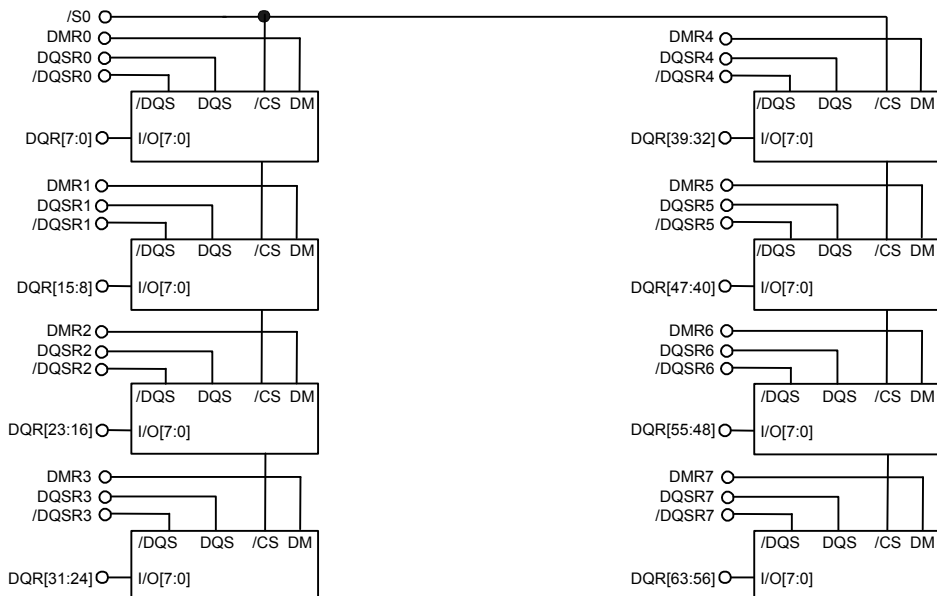 /S0
DMR0
DQSR0
/DQSR0
/DQS DQS /CS DM
DQR[7:0] I/O[7:0]
DMR1
DQSR1
/DQSR1
/DQS DQS /CS DM
DQR[15:8] I/O[7:0]
DMR2
DQSR2
/DQSR2
/DQS DQS /CS DM
DQR[23:16] I/O[7:0]
DMR3
DQSR3
/DQSR3
/DQS DQS /CS DM
DQR[31:24] I/O[7:0]
DMR4
DQSR4
/DQSR4
/DQS DQS /CS DM
DQR[39:32] I/O[7:0]
DMR5
DQSR5
/DQSR5
/DQS DQS /CS DM
DQR[47:40] I/O[7:0]
DMR6
DQSR6
/DQSR6
/DQS DQS /CS DM
DQR[55:48] I/O[7:0]
DMR7
DQSR7
/DQSR7
/DQS DQS /CS DM
DQR[63:56] I/O[7:0]